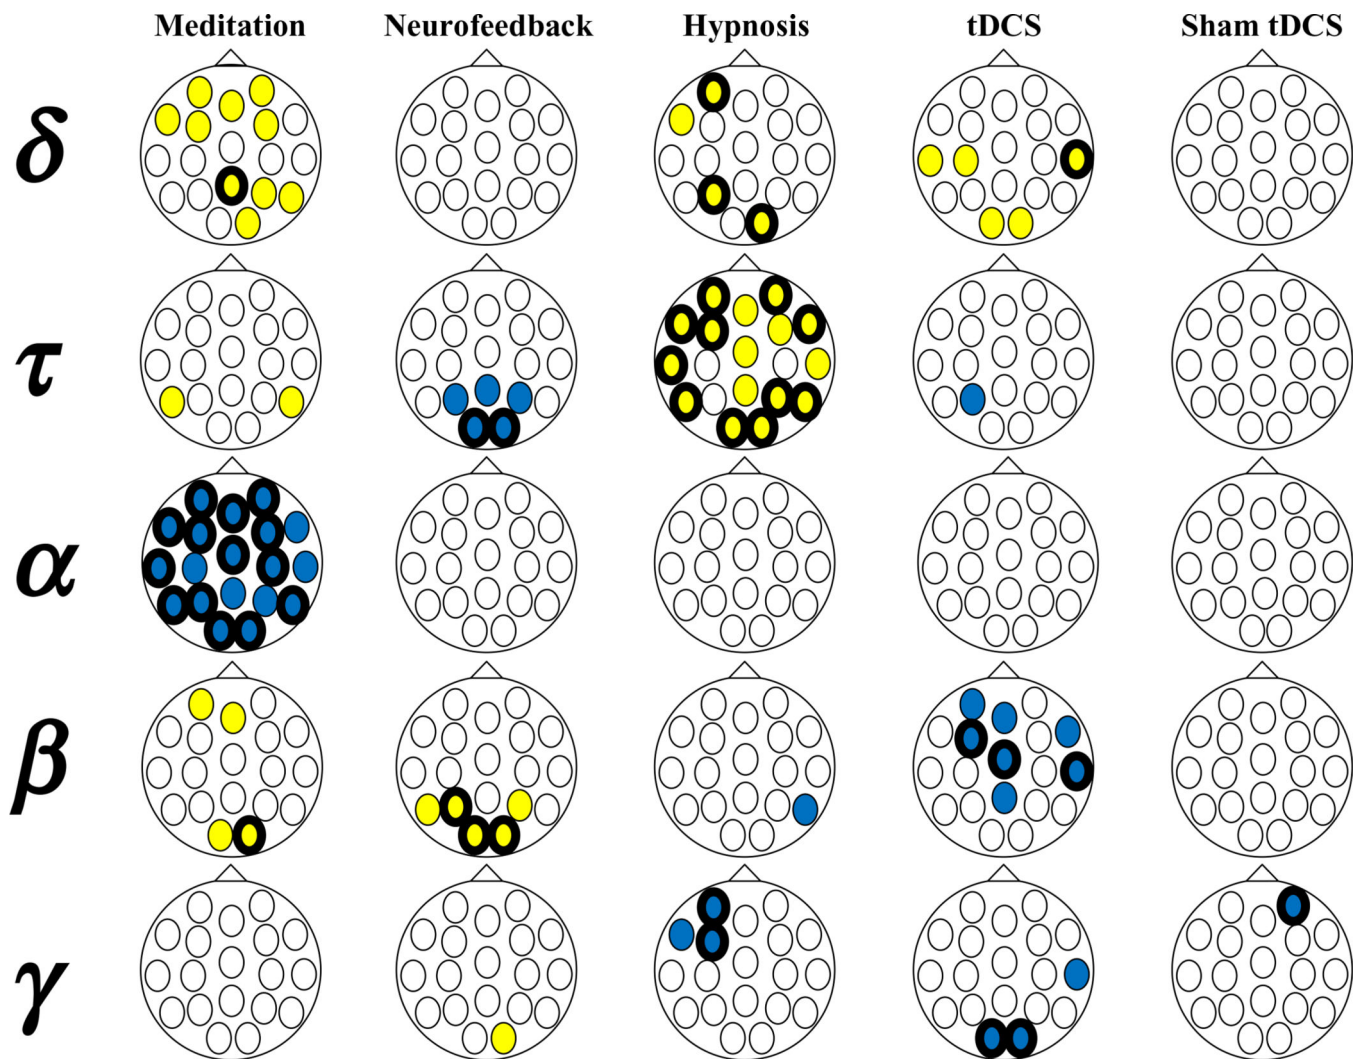 Meditation Neurofeedback Hypnosis tDCS Sham tDCS
δ
τ
α
β
γ